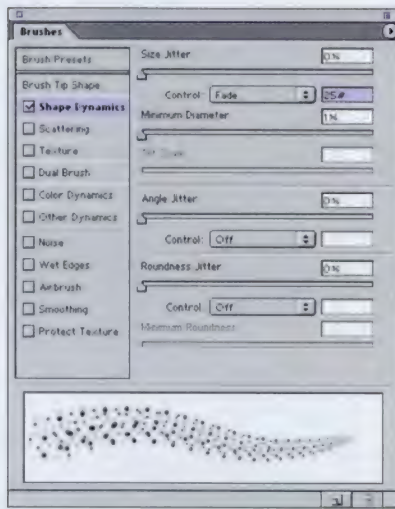 Brushes
Brush Presets
Brush Tip Shape
Shape Dynamics
Scattering
Texture
Dual Brush
Color Dynamics
Other Dynamics
Noise
Wet Edges
Airbrush
Smoothing
Protect Texture
Size Jitter 0%
Control: Fade 25
Minimum Diameter 1%
Angle Jitter 0%
Control: Off
Roundness Jitter 0%
Control: Off
Minimum Roundness